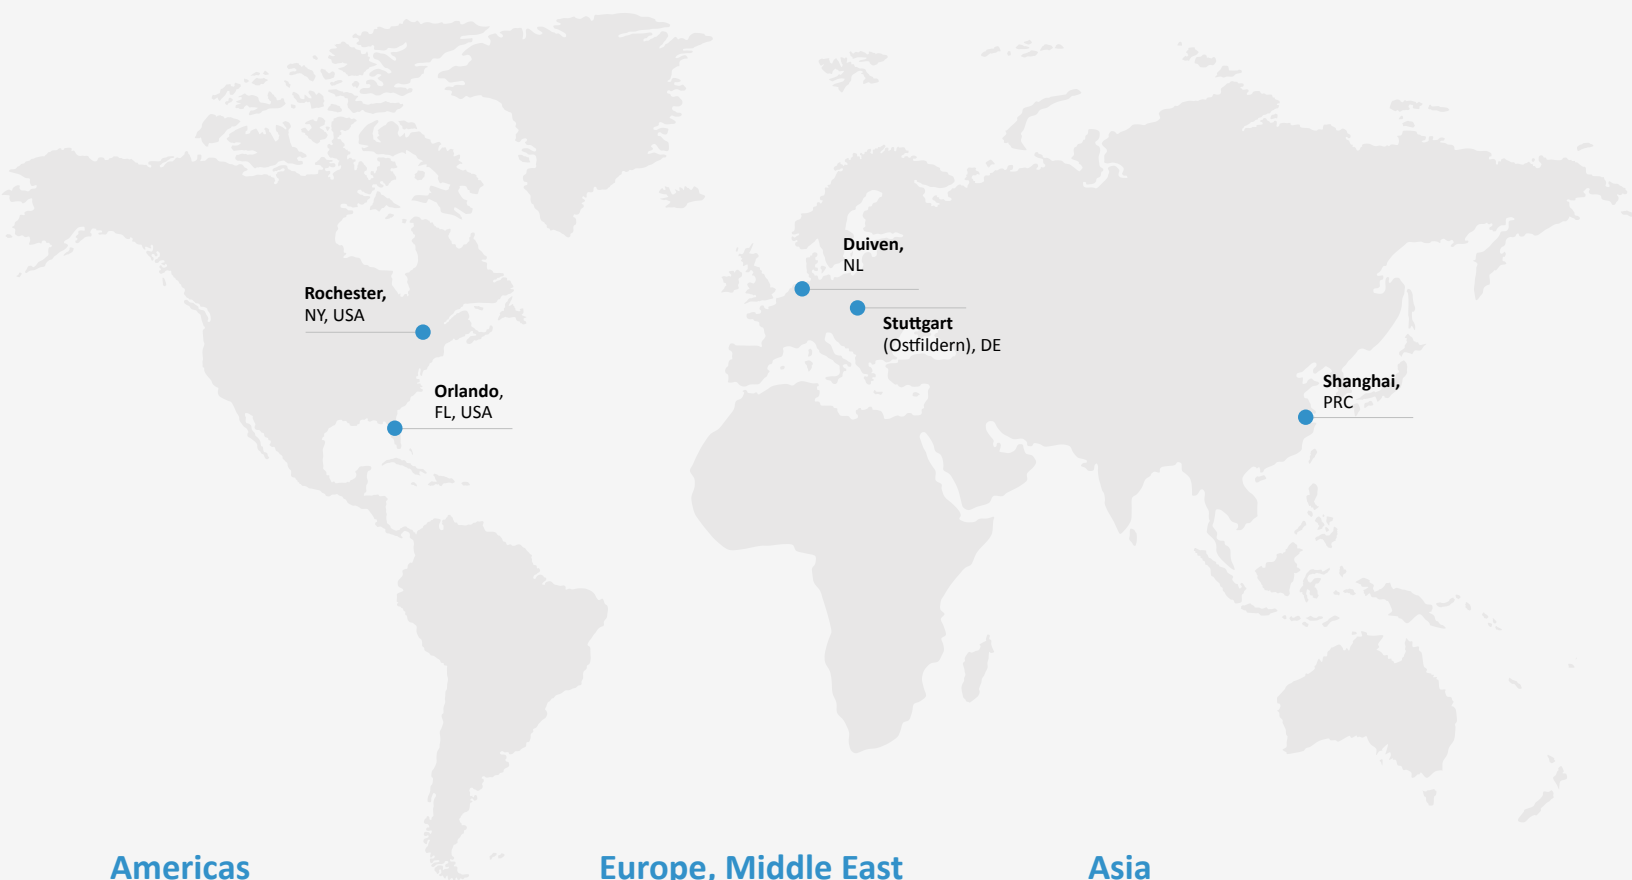 Duiven,
NL
Rochester,
NY, USA
Stuttgart
(Ostfildern), DE
Orlando,
FL, USA
Shanghai,
PRC
Americas
Europe, Middle East
Asia